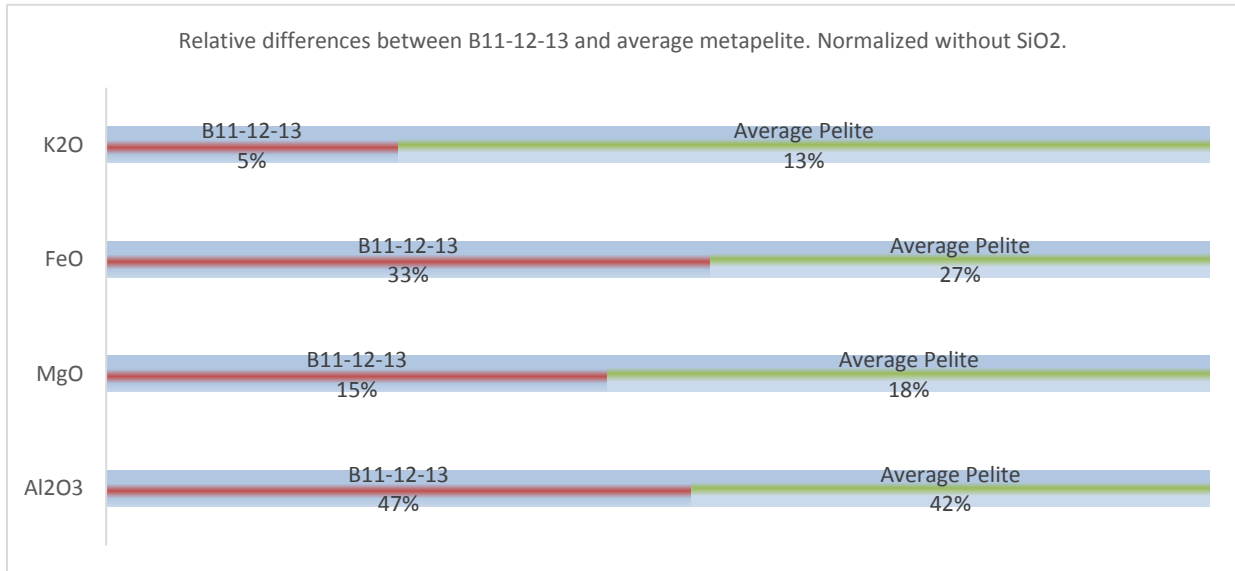 Relative differences between B11-12-13 and average metapelite. Normalized without SiO2.
K2O
B11-12-13
5%
Average Pelite
13%
FeO
B11-12-13
33%
Average Pelite
27%
MgO
B11-12-13
15%
Average Pelite
18%
Al2O3
B11-12-13
47%
Average Pelite
42%